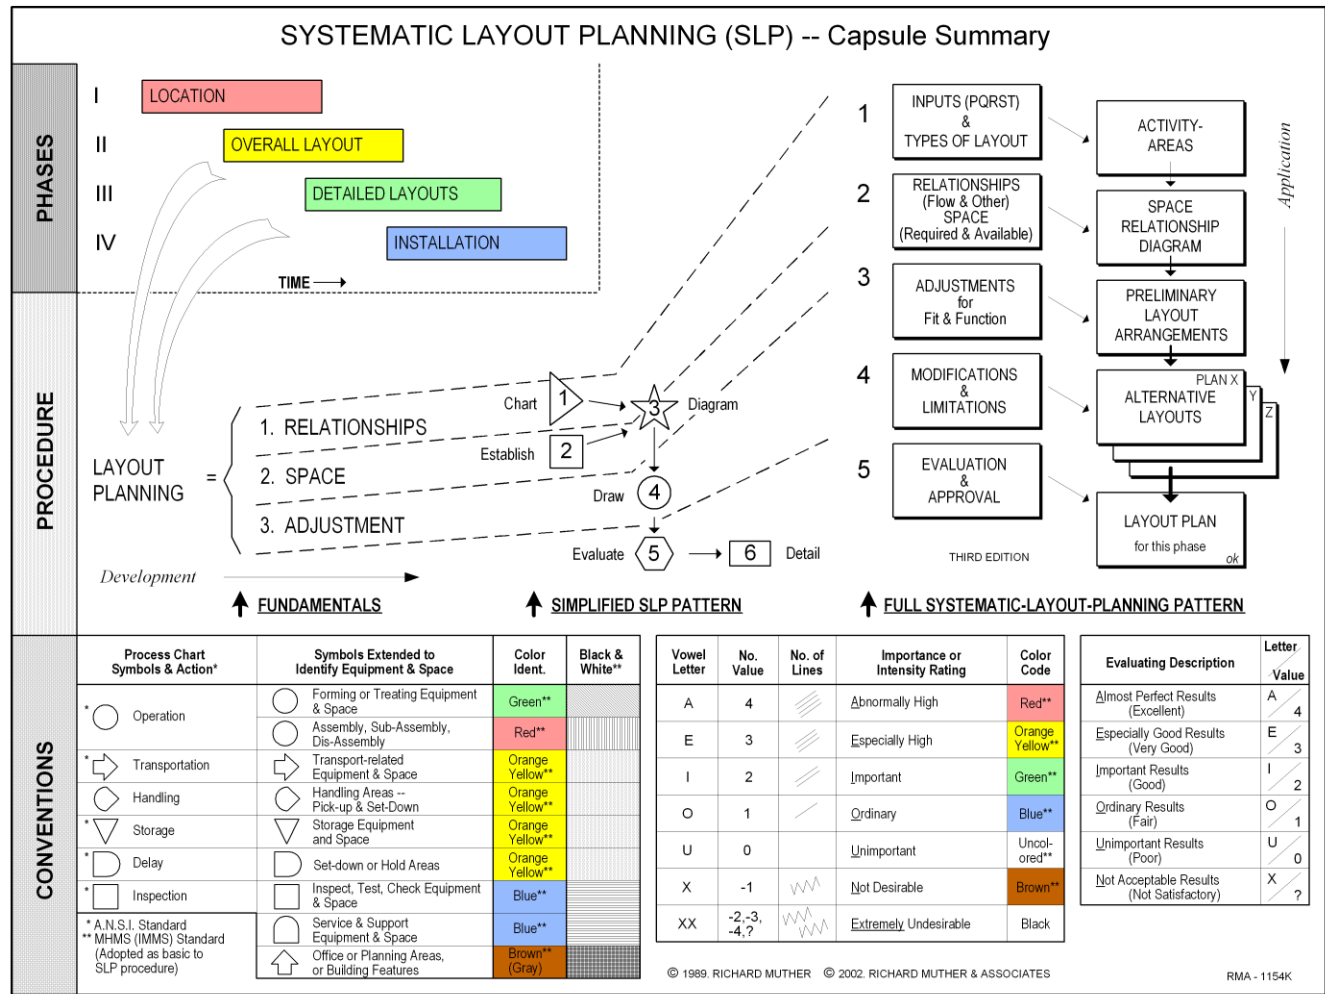 SYSTEMATIC LAYOUT PLANNING (SLP) -- Capsule Summary
PHASES
I
LOCATION
II
OVERALL LAYOUT
III
DETAILED LAYOUTS
IV
INSTALLATION
TIME
PROCEDURE
LAYOUT
PLANNING
=
1. RELATIONSHIPS
2. SPACE
3. ADJUSTMENT
Development
FUNDAMENTALS
Chart
1
Establish
2
3
Diagram
Draw
4
Evaluate
5
6
Detail
SIMPLIFIED SLP PATTERN
1
INPUTS (PQRST)
&
TYPES OF LAYOUT
2
RELATIONSHIPS
(Flow & Other)
SPACE
(Required & Available)
3
ADJUSTMENTS
for
Fit & Function
4
MODIFICATIONS
&
LIMITATIONS
5
EVALUATION
&
APPROVAL
ACTIVITY-
AREAS
SPACE
RELATIONSHIP
DIAGRAM
PRELIMINARY
LAYOUT
ARRANGEMENTS
PLAN X
ALTERNATIVE
LAYOUTS
Y
Z
LAYOUT PLAN
for this phase
ok
Application
THIRD EDITION
FULL SYSTEMATIC-LAYOUT-PLANNING PATTERN
CONVENTIONS
Process Chart
Symbols & Action*
Symbols Extended to
Identify Equipment & Space
Color
Ident.
Black &
White**
* Operation
Forming or Treating Equipment
& Space
Green**
Assembly, Sub-Assembly,
Dis-Assembly
Red**
* Transportation
Transport-related
Equipment & Space
Orange
Yellow**
Handling
Handling Areas --
Pick-up & Set-Down
Orange
Yellow**
* Storage
Storage Equipment
and Space
Orange
Yellow**
* Delay
Set-down or Hold Areas
Orange
Yellow**
* Inspection
Inspect, Test, Check Equipment
& Space
Blue**
Service & Support
Equipment & Space
Blue**
Office or Planning Areas,
or Building Features
Brown**
(Gray)
* A.N.S.I. Standard
** MHMS (IMMS) Standard
(Adopted as basic to
SLP procedure)
Vowel
Letter
No.
Value
No. of
Lines
Importance or
Intensity Rating
Color
Code
A 4 Abnormally High Red**
E 3 Especially High Orange
Yellow**
I 2 Important Green**
O 1 Ordinary Blue**
U 0 Unimportant Uncol-
ored**
X -1 Not Desirable Brown**
XX -2,-3,
-4,? Extremely Undesirable Black
Evaluating Description
Letter
Value
Almost Perfect Results
(Excellent)
A
4
Especially Good Results
(Very Good)
E
3
Important Results
(Good)
I
2
Ordinary Results
(Fair)
O
1
Unimportant Results
(Poor)
U
0
Not Acceptable Results
(Not Satisfactory)
X
?
© 1989. RICHARD MUTHER © 2002. RICHARD MUTHER & ASSOCIATES
RMA - 1154K